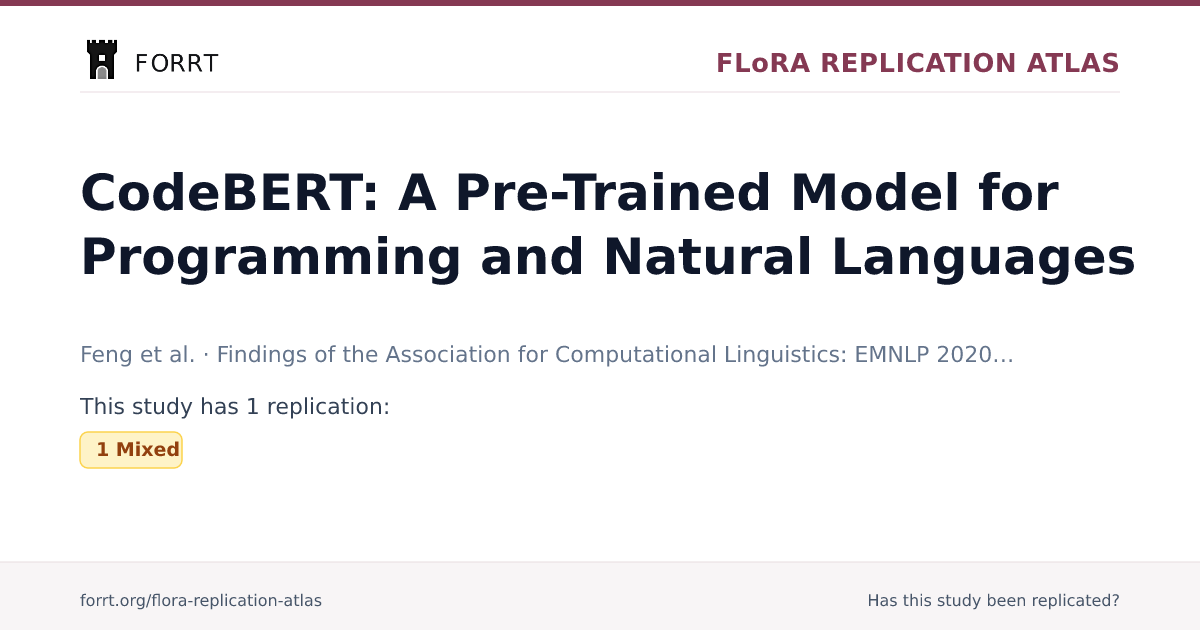 FORRT
FLoRA REPLICATION ATLAS
CodeBERT: A Pre-Trained Model for
Programming and Natural Languages
Feng et al. · Findings of the Association for Computational Linguistics: EMNLP 2020…
This study has 1 replication:
1 Mixed
forrt.org/flora-replication-atlas
Has this study been replicated?